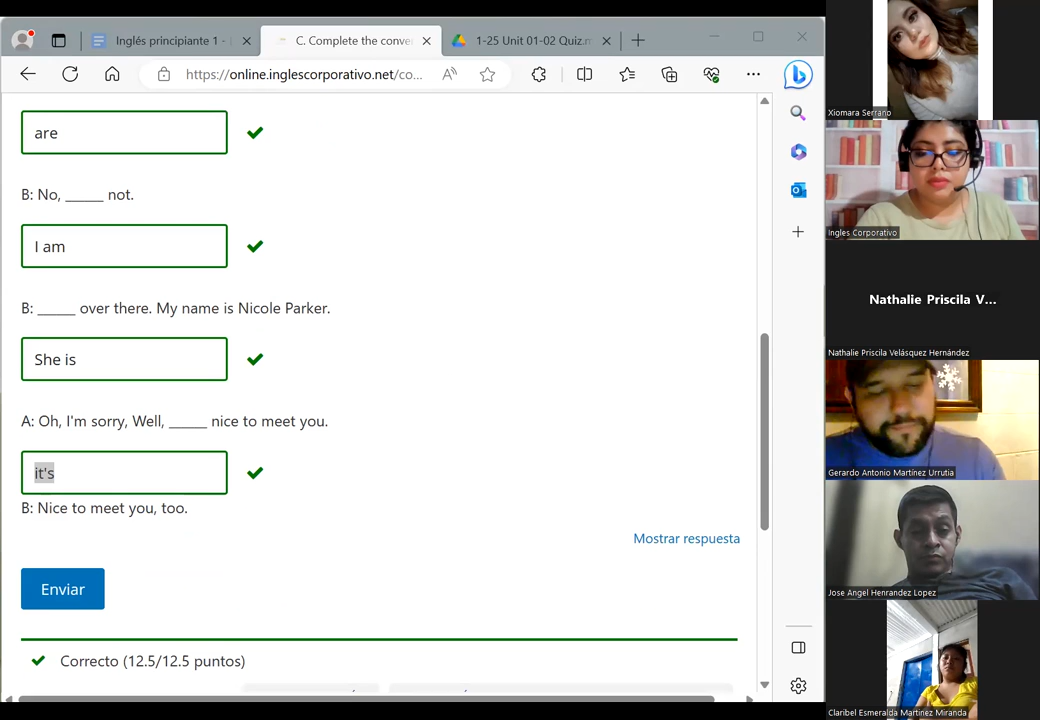 Inglés principiante 1 -
C. Complete the conve
1-25 Unit 01-02 Quiz.m
https://online.inglescorporativo.net/co...
are
B: No, _____ not.
I am
B: _____ over there. My name is Nicole Parker.
She is
A: Oh, I'm sorry, Well, _____ nice to meet you.
it's
B: Nice to meet you, too.
Mostrar respuesta
Enviar
Correcto (12.5/12.5 puntos)
Xiomara Serrano
Ingles Corporativo
Nathalie Priscila V...
Nathalie Priscila Velásquez Hernández
Gerardo Antonio Martínez Urrutia
Jose Angel Henrandez Lopez
Claribel Esmeralda Martinez Miranda